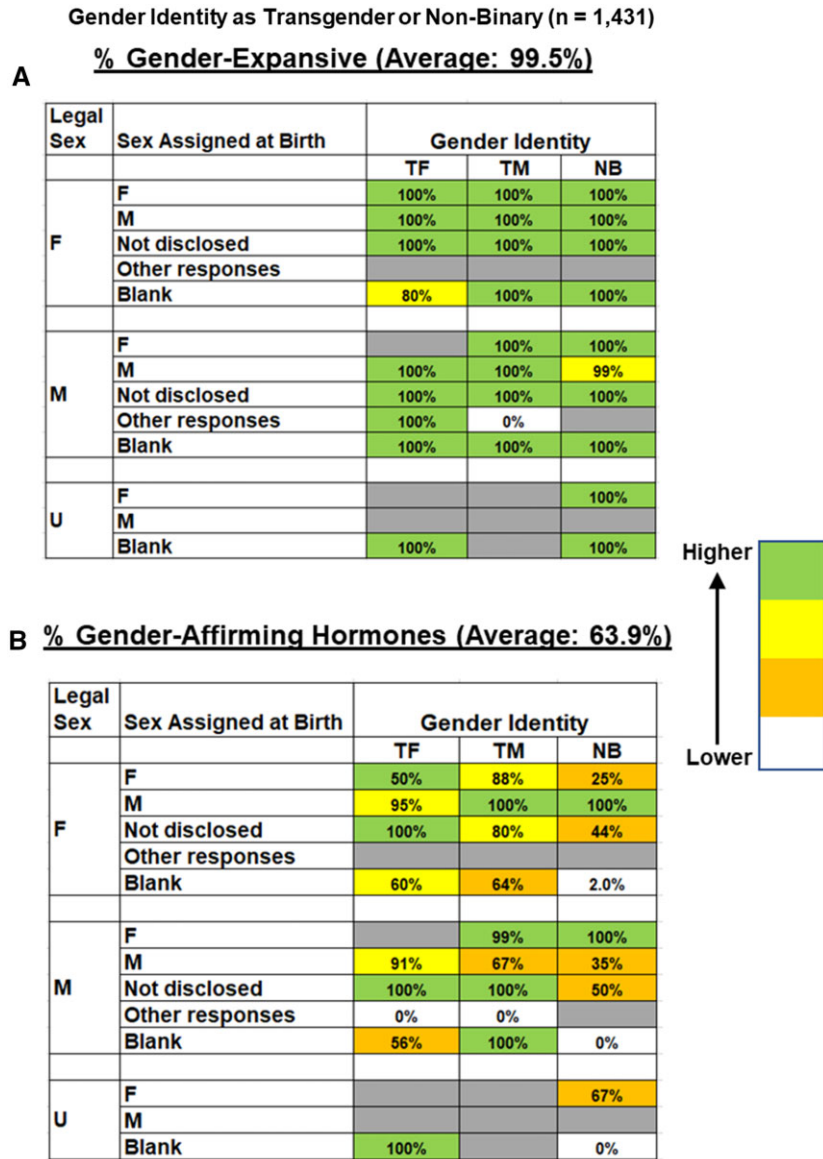 Gender Identity as Transgender or Non-Binary (n = 1,431)
% Gender-Expansive (Average: 99.5%)
A
Legal Sex Sex Assigned at Birth Gender Identity
TF TM NB
F F 100% 100% 100%
M 100% 100% 100%
Not disclosed 100% 100% 100%
Other responses
Blank 80% 100% 100%
M F 100% 100%
M 100% 100% 99%
Not disclosed 100% 100% 100%
Other responses 100% 0%
Blank 100% 100% 100%
U F 100%
M
Blank 100% 100%
Higher
Lower
B % Gender-Affirming Hormones (Average: 63.9%)
Legal Sex Sex Assigned at Birth Gender Identity
TF TM NB
F F 50% 88% 25%
M 95% 100% 100%
Not disclosed 100% 80% 44%
Other responses
Blank 60% 64% 2.0%
M F 99% 100%
M 91% 67% 35%
Not disclosed 100% 100% 50%
Other responses 0% 0%
Blank 56% 100% 0%
U F 67%
M
Blank 100% 0%